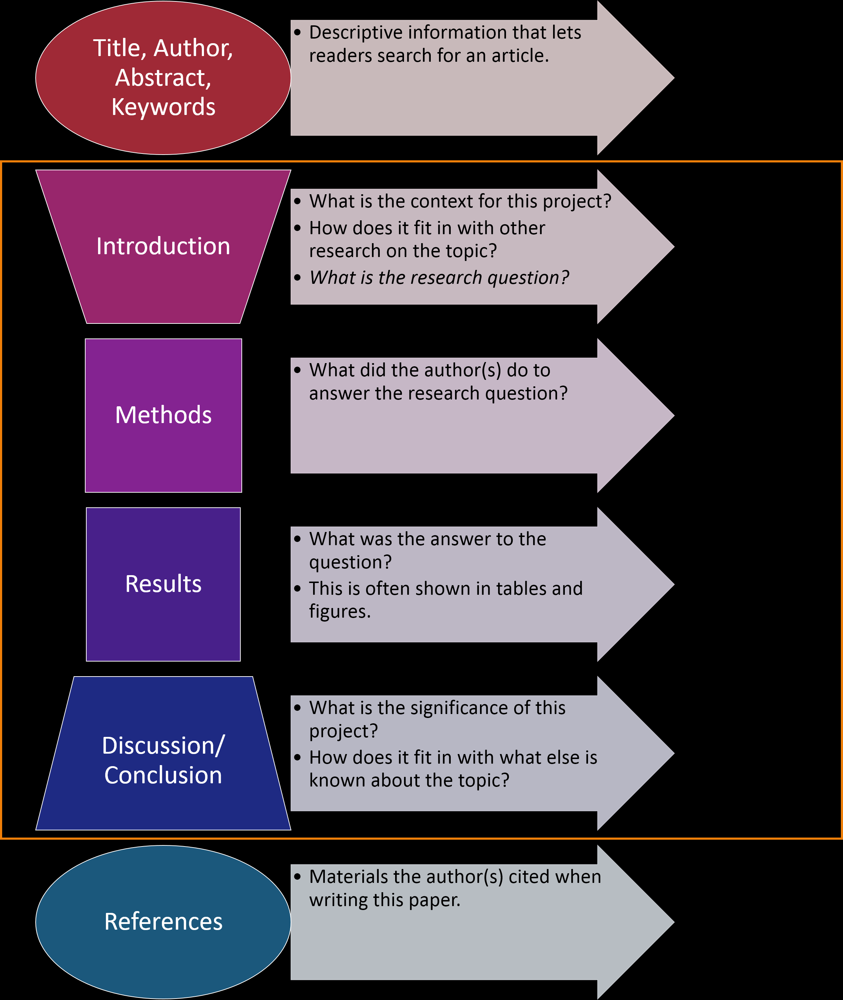 Title, Author,
Abstract,
Keywords
• Descriptive information that lets
readers search for an article.
Introduction
• What is the context for this project?
• How does it fit in with other
research on the topic?
• What is the research question?
Methods
• What did the author(s) do to
answer the research question?
Results
• What was the answer to the
question?
• This is often shown in tables and
figures.
Discussion/
Conclusion
• What is the significance of this
project?
• How does it fit in with what else is
known about the topic?
References
• Materials the author(s) cited when
writing this paper.